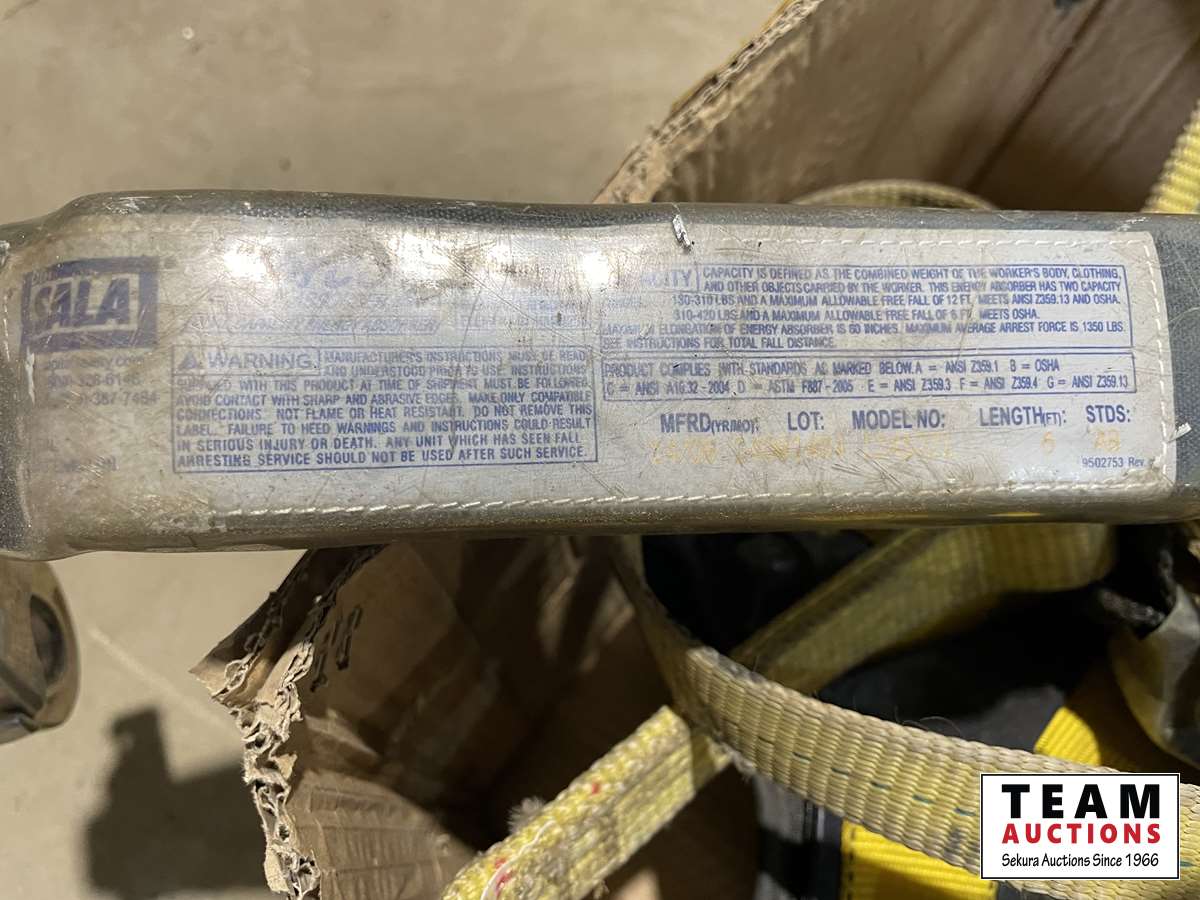 SALA
CAPACITY IS DEFINED AS THE COMBINED WEIGHT OF THE WORKER'S BODY, CLOTHING,
AND OTHER OBJECTS CARRIED BY THE WORKER. THIS ENERGY ABSORBER HAS TWO CAPACITY
130-310 LBS AND A MAXIMUM ALLOWABLE FREE FALL OF 12 FT. MEETS ANSI Z359.13 AND OSHA.
310-420 LBS AND A MAXIMUM ALLOWABLE FREE FALL OF 6 FT. MEETS OSHA.
MAXIMUM ELONGATION OF ENERGY ABSORBER IS 60 INCHES. MAXIMUM AVERAGE ARREST FORCE IS 1350 LBS.
SEE INSTRUCTIONS FOR TOTAL FALL DISTANCE.
ENERGY ABSORBER
WARNING MANUFACTURER'S INSTRUCTIONS MUST BE READ
AND UNDERSTOOD PRIOR TO USE. INSTRUCTIONS
SUPPLIED WITH THIS PRODUCT AT TIME OF SHIPMENT MUST BE FOLLOWED.
AVOID CONTACT WITH SHARP AND ABRASIVE EDGES. MAKE ONLY COMPATIBLE
CONNECTIONS. NOT FLAME OR HEAT RESISTANT. DO NOT REMOVE THIS
LABEL. FAILURE TO HEED WARNINGS AND INSTRUCTIONS COULD RESULT
IN SERIOUS INJURY OR DEATH. ANY UNIT WHICH HAS SEEN FALL
ARRESTING SERVICE SHOULD NOT BE USED AFTER SUCH SERVICE.
387-7484
PRODUCT COMPLIES WITH STANDARDS AS MARKED BELOW. A = ANSI Z359.1 B = OSHA
C = ANSI A10.32 - 2004 D = ASTM F887 - 2005 E = ANSI Z359.3 F = ANSI Z359.4 G = ANSI Z359.13
MFRD(YR/MO): LOT: MODEL NO: LENGTH(FT): STDS:
6
9502753 Rev.
TEAM
AUCTIONS
Sekura Auctions Since 1966